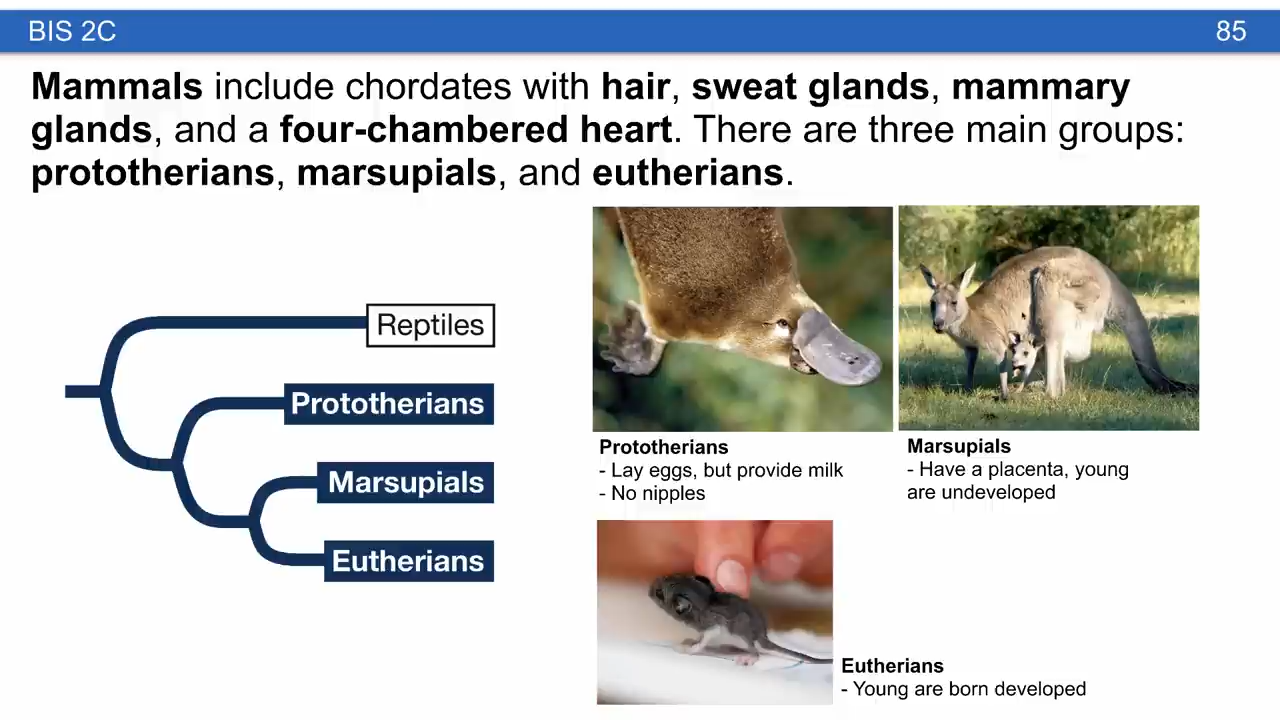 BIS 2C
85
Mammals include chordates with hair, sweat glands, mammary
glands, and a four-chambered heart. There are three main groups:
prototherians, marsupials, and eutherians.
Reptiles
Prototherians
Marsupials
Eutherians
Prototherians
- Lay eggs, but provide milk
- No nipples
Marsupials
- Have a placenta, young
are undeveloped
Eutherians
- Young are born developed